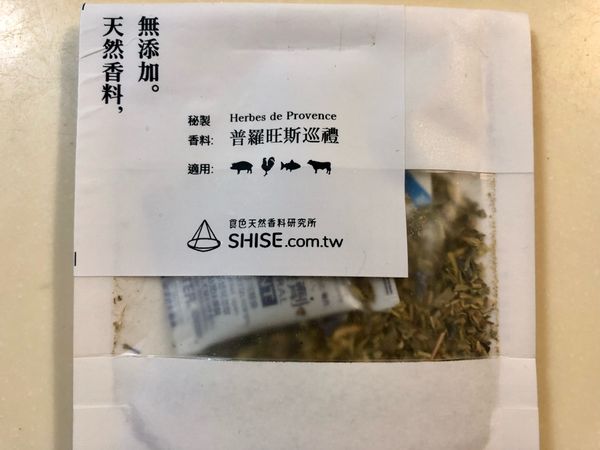 天然香料,
無添加。
秘製 Herbes de Provence
香料: 普羅旺斯巡禮
適用:
食色天然香料研究所
SHISE.com.tw
劑